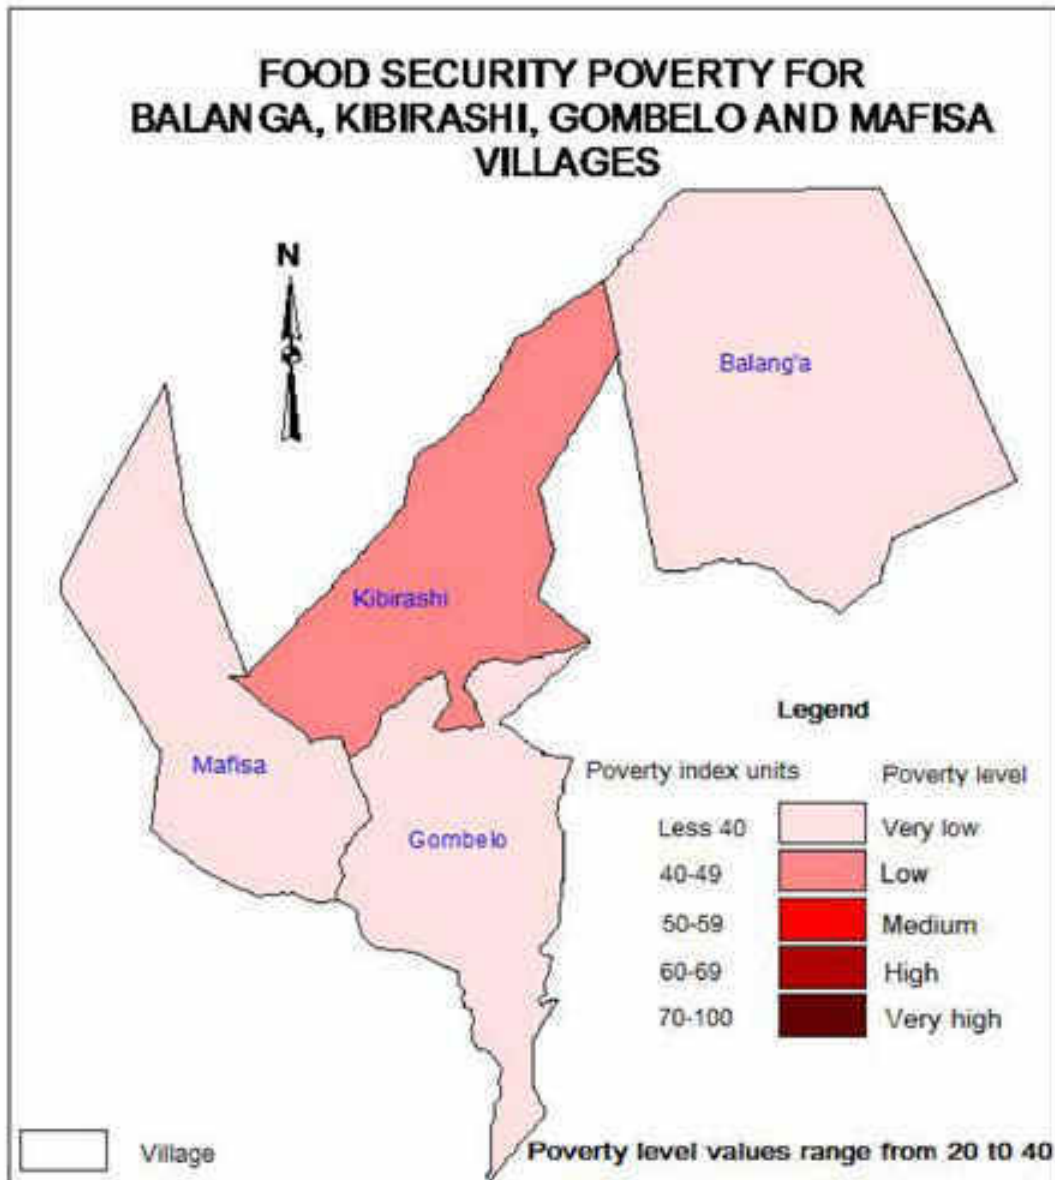 FOOD SECURITY POVERTY FOR
BALANGA, KIBIRASHI, GOMBELO AND MAFISA
VILLAGES
N
Balang'a
Kibirashi
Mafisa
Gombelo
Legend
Poverty index units Poverty level
Less 40 Very low
40-49 Low
50-59 Medium
60-69 High
70-100 Very high
Village
Poverty level values range from 20 to 40